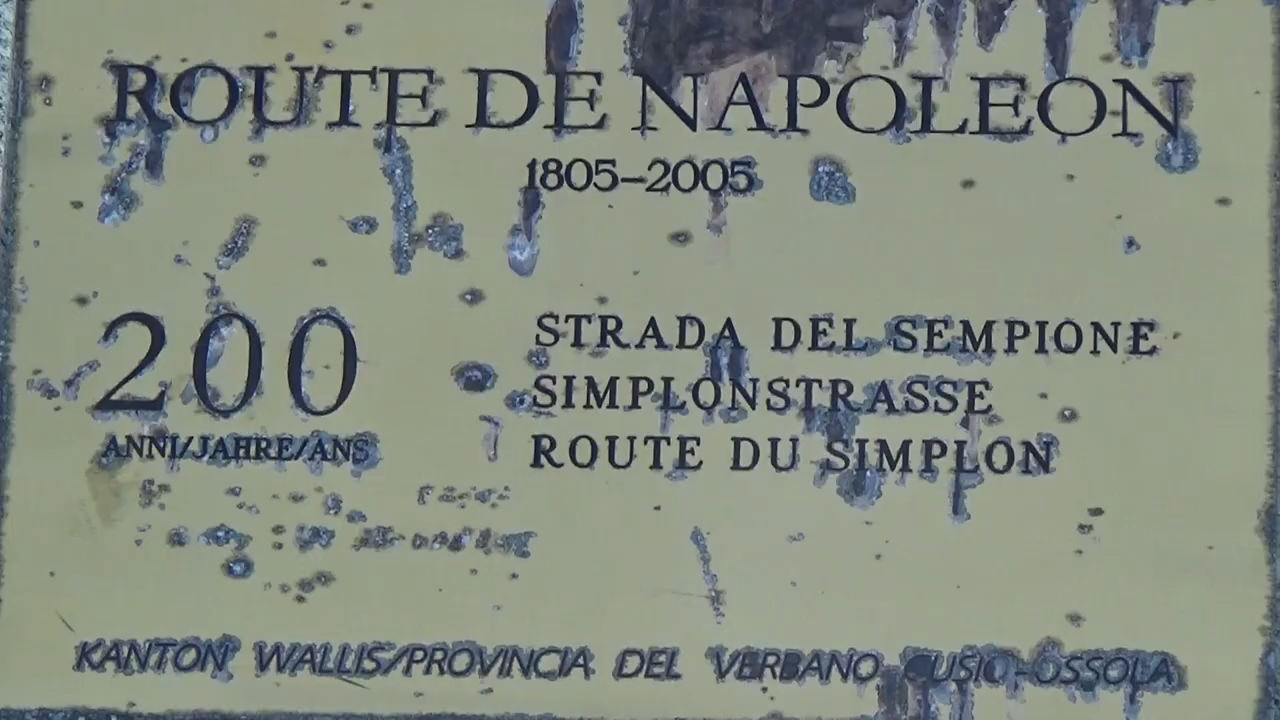 ROUTE DE NAPOLEON
1805–2005
200
ANNI/JAHRE/ANS
STRADA DEL SEMPIONE
SIMPLONSTRASSE
ROUTE DU SIMPLON
KANTON WALLIS/PROVINCIA DEL VERBANO CUSIO-OSSOLA